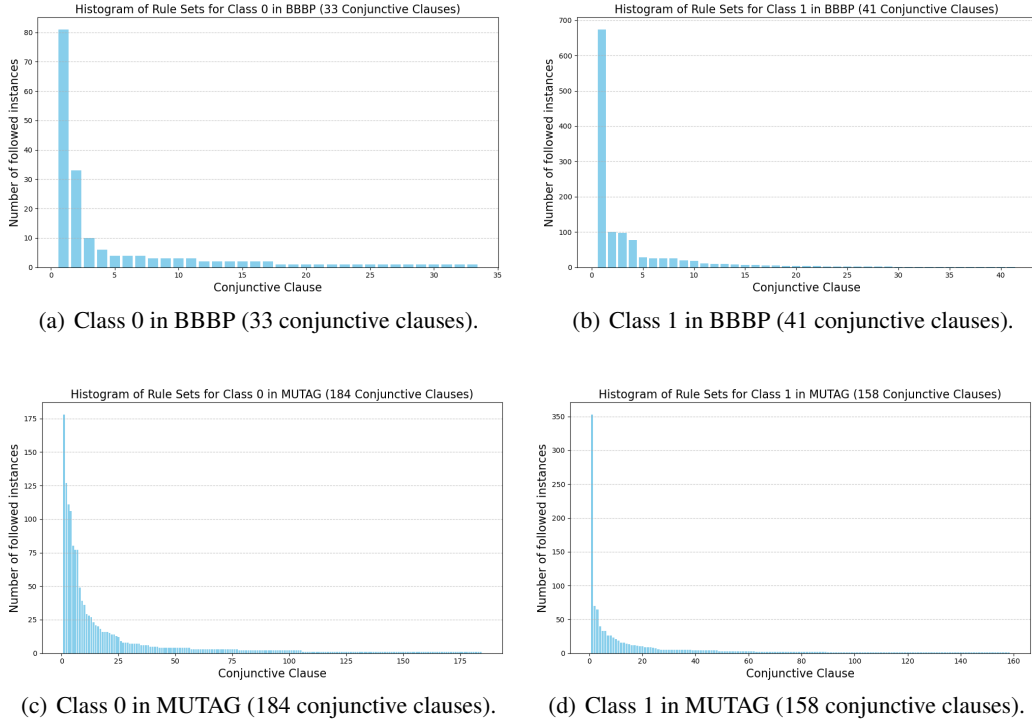 Histogram of Rule Sets for Class 0 in BBBP (33 Conjunctive Clauses)
Number of followed instances
80
70
60
50
40
30
20
10
0
0 5 10 15 20 25 30 35
Conjunctive Clause
(a) Class 0 in BBBP (33 conjunctive clauses).
Histogram of Rule Sets for Class 1 in BBBP (41 Conjunctive Clauses)
Number of followed instances
700
600
500
400
300
200
100
0
0 5 10 15 20 25 30 35 40
Conjunctive Clause
(b) Class 1 in BBBP (41 conjunctive clauses).
Histogram of Rule Sets for Class 0 in MUTAG (184 Conjunctive Clauses)
Number of followed instances
175
150
125
100
75
50
25
0
0 25 50 75 100 125 150 175
Conjunctive Clause
(c) Class 0 in MUTAG (184 conjunctive clauses).
Histogram of Rule Sets for Class 1 in MUTAG (158 Conjunctive Clauses)
Number of followed instances
350
300
250
200
150
100
50
0
0 20 40 60 80 100 120 140 160
Conjunctive Clause
(d) Class 1 in MUTAG (158 conjunctive clauses).